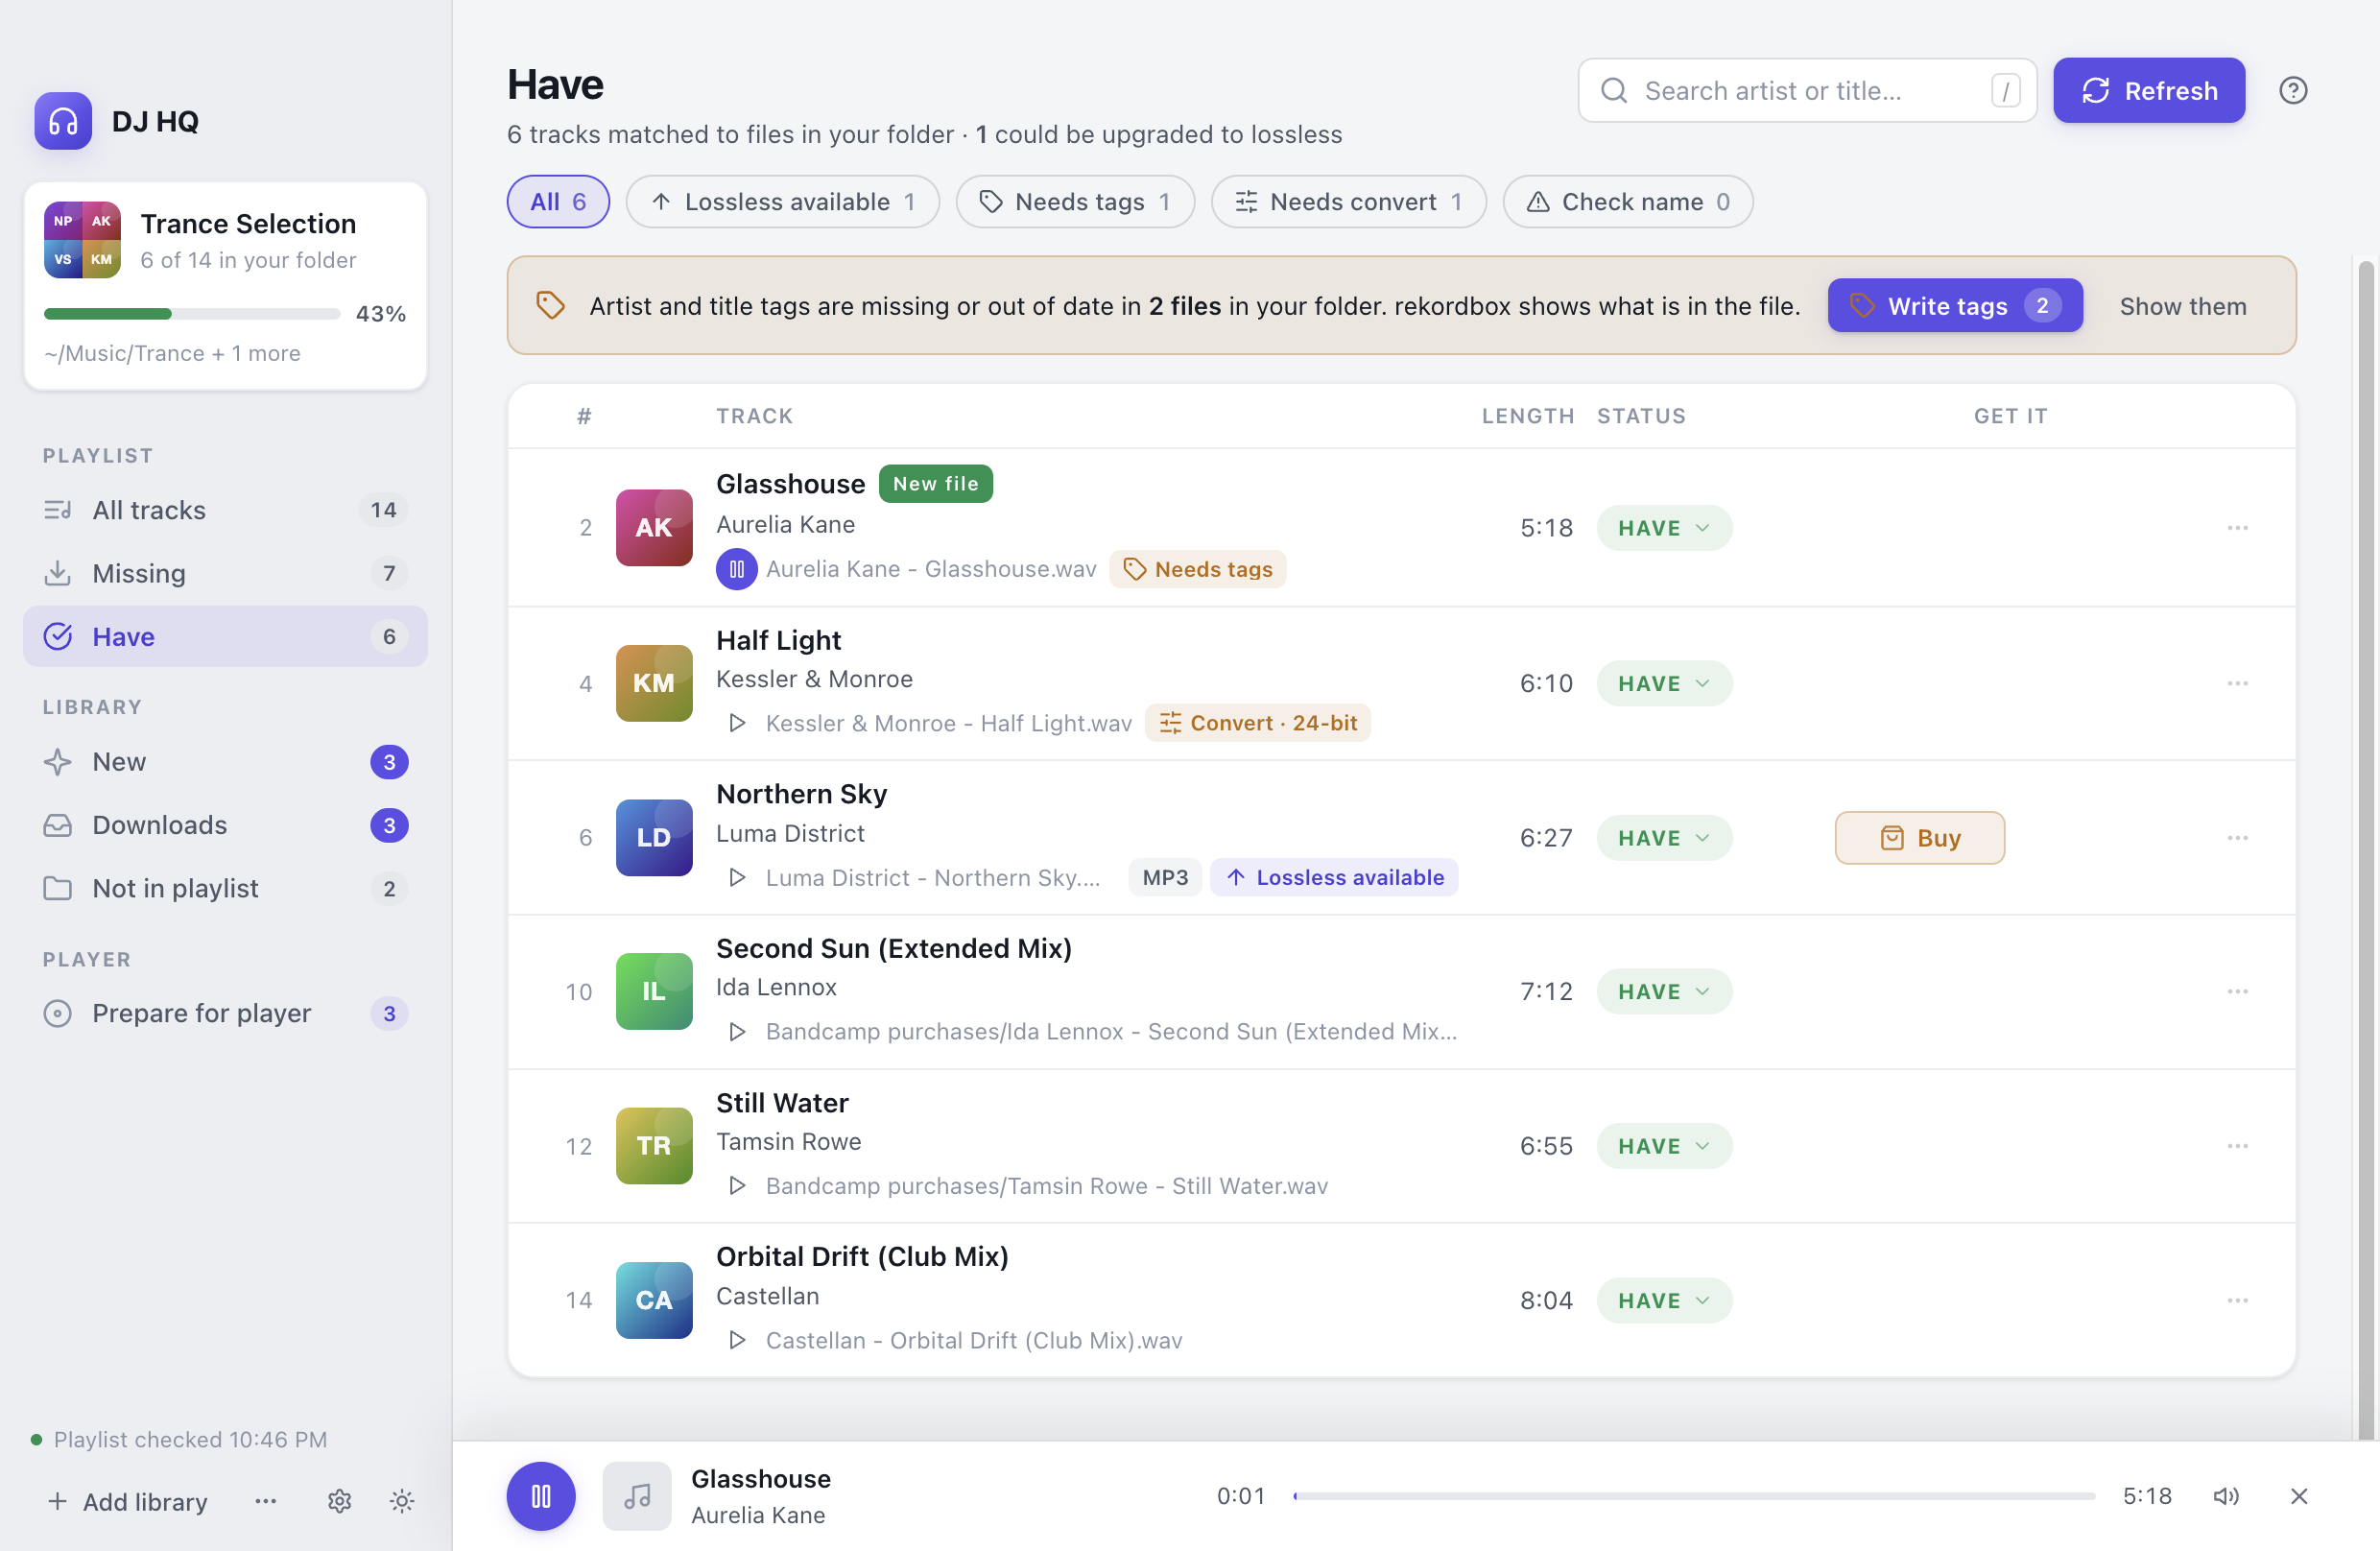 DJ HQ
NP AK
VS KM
Trance Selection
6 of 14 in your folder
43%
~/Music/Trance + 1 more
PLAYLIST
All tracks 14
Missing 7
Have 6
LIBRARY
New 3
Downloads 3
Not in playlist 2
PLAYER
Prepare for player 3
Playlist checked 10:46 PM
Add library
Have
6 tracks matched to files in your folder · 1 could be upgraded to lossless
Search artist or title... /
Refresh
All 6 Lossless available 1 Needs tags 1 Needs convert 1 Check name 0
Artist and title tags are missing or out of date in 2 files in your folder. rekordbox shows what is in the file. Write tags 2 Show them
# TRACK LENGTH STATUS GET IT
Glasshouse New file
2 AK Aurelia Kane 5:18 HAVE
Aurelia Kane - Glasshouse.wav Needs tags
Half Light
4 KM Kessler & Monroe 6:10 HAVE
Kessler & Monroe - Half Light.wav Convert · 24-bit
Northern Sky
6 LD Luma District 6:27 HAVE Buy
Luma District - Northern Sky.... MP3 Lossless available
Second Sun (Extended Mix)
10 IL Ida Lennox 7:12 HAVE
Bandcamp purchases/Ida Lennox - Second Sun (Extended Mix...
Still Water
12 TR Tamsin Rowe 6:55 HAVE
Bandcamp purchases/Tamsin Rowe - Still Water.wav
Orbital Drift (Club Mix)
14 CA Castellan 8:04 HAVE
Castellan - Orbital Drift (Club Mix).wav
Glasshouse
Aurelia Kane
0:01 5:18